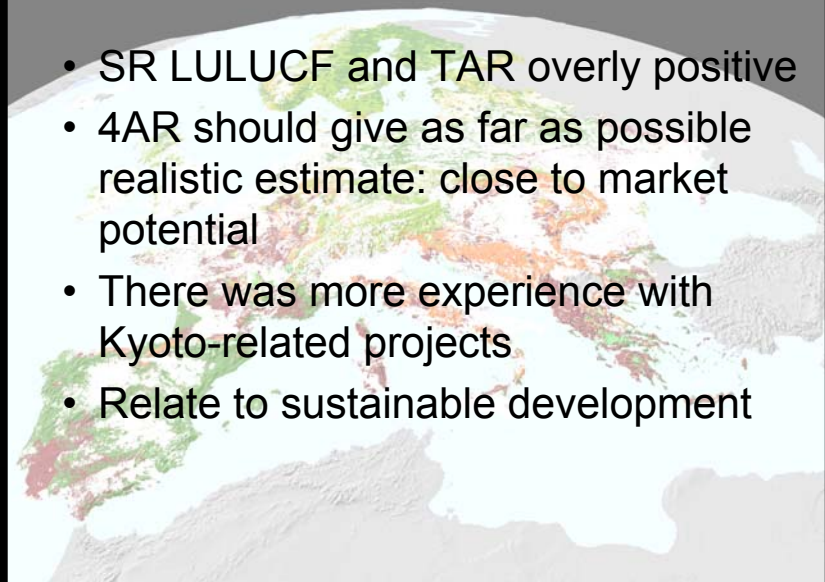 • SR LULUCF and TAR overly positive
• 4AR should give as far as possible
realistic estimate: close to market
potential
• There was more experience with
Kyoto-related projects
• Relate to sustainable development